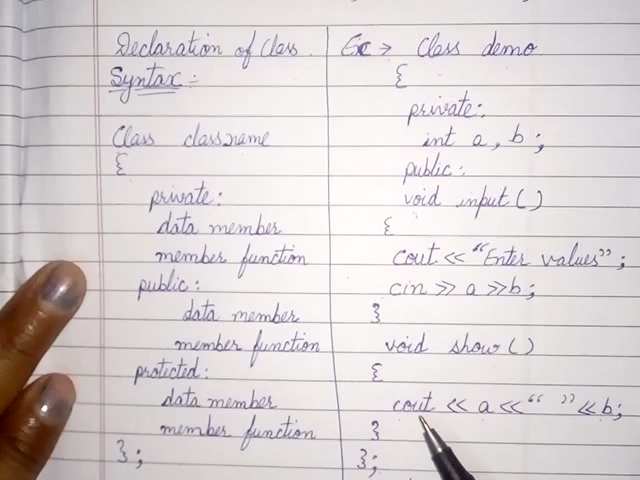 Declaration of Class.
Syntax:-
Class classname
{
private:
data member
member function
public:
data member
member function
protected:
data member
member function
};
Ex → Class demo
{
private:
int a, b;
public:
void input()
{
cout << "Enter values";
cin >> a >> b;
}
void show()
{
cout << a << " " << b;
}
};